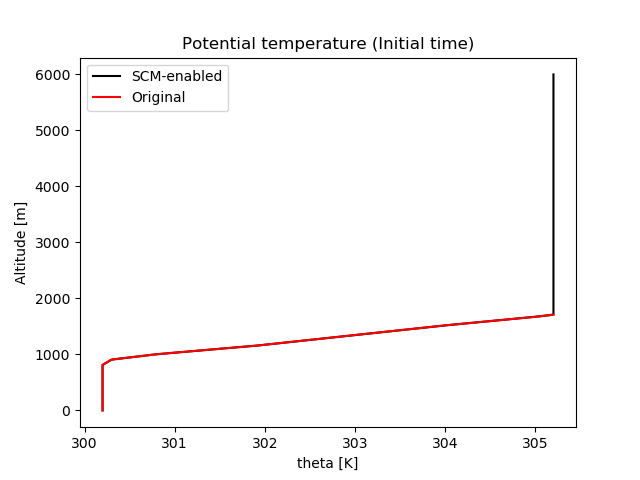 Potential temperature (Initial time)
SCM-enabled
Original
6000
5000
4000
3000
2000
1000
0
Altitude [m]
300
301
302
303
304
305
theta [K]